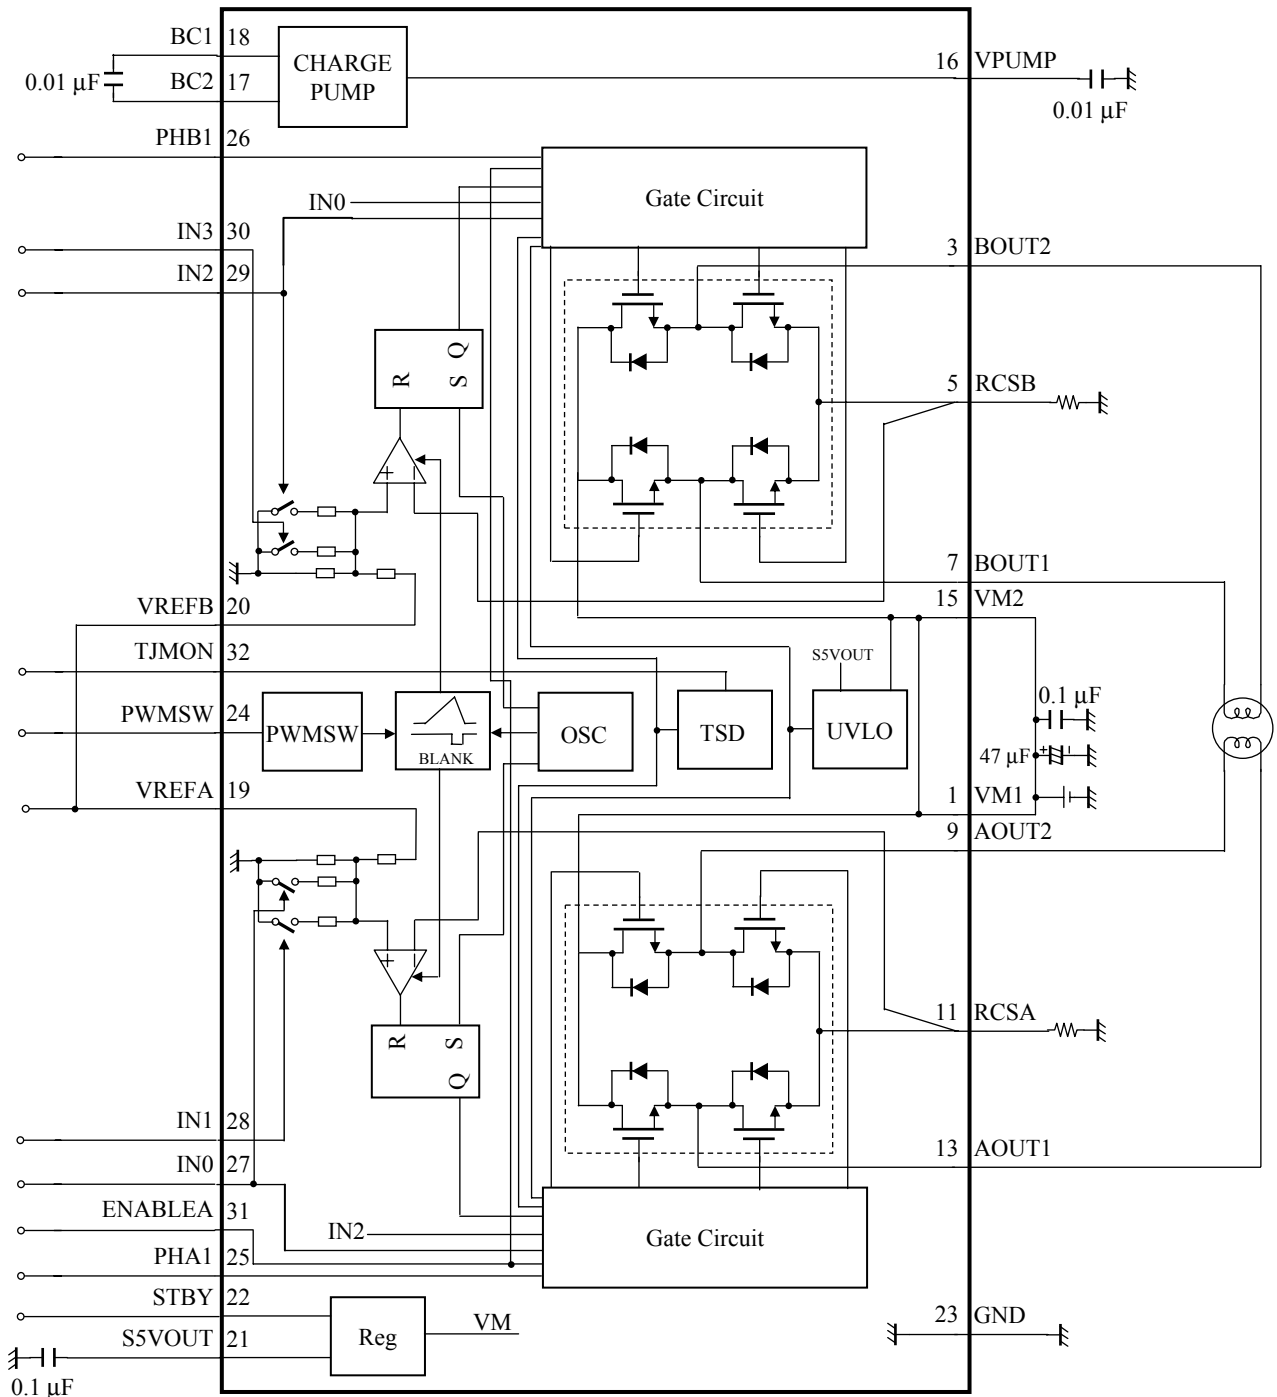 BC1 18
0.01 µF
BC2 17
CHARGE
PUMP
16 VPUMP
0.01 µF
PHB1 26
Gate Circuit
IN0
IN3 30
IN2 29
3 BOUT2
R S Q
5 RCSB
+ −
7 BOUT1
15 VM2
VREFB 20
TJMON 32
S5VOUT
PWMSW 24
PWMSW
BLANK
OSC
TSD
UVLO
0.1 µF
47 µF + -
VREFA 19
1 VM1
9 AOUT2
+ −
11 RCSA
R S Q
IN1 28
13 AOUT1
IN0 27
ENABLEA 31
IN2
Gate Circuit
PHA1 25
STBY 22
23 GND
Reg
VM
S5VOUT 21
0.1 µF